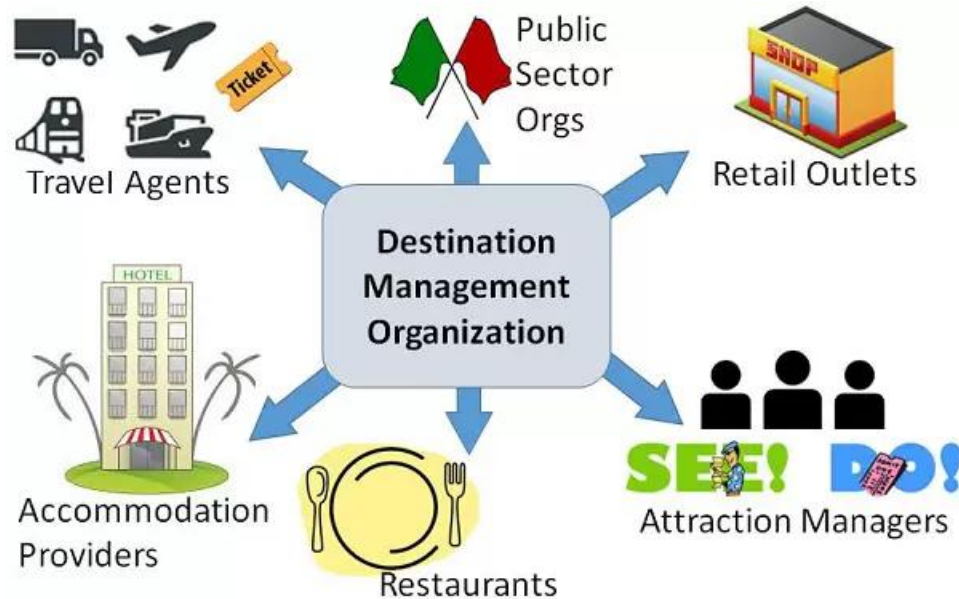 Ticket
Travel Agents
Public
Sector
Orgs
SHOP
Retail Outlets
Destination
Management
Organization
HOTEL
Accommodation
Providers
Restaurants
SEE! DO!
Attraction Managers